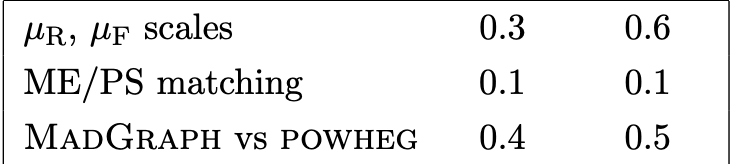 μR, μF scales 0.3 0.6
ME/PS matching 0.1 0.1
MADGRAPH vs POWHEG 0.4 0.5